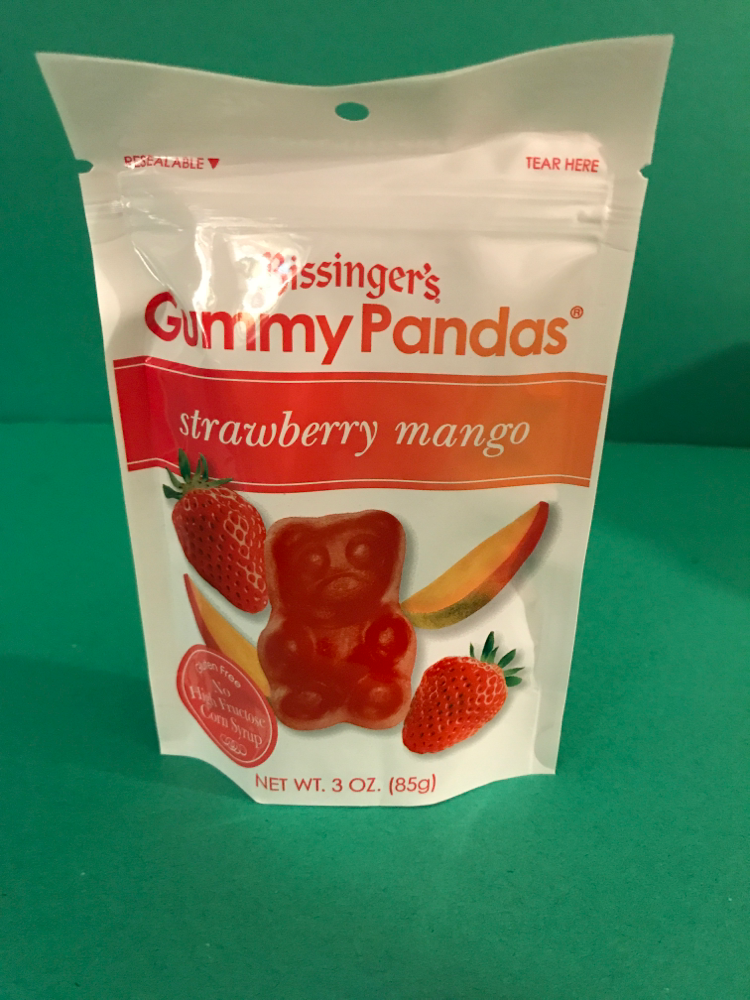 RESEALABLE ▼
TEAR HERE
Bissinger's
Gummy Pandas®
strawberry mango
Gluten Free
No
High Fructose
Corn Syrup
NET WT. 3 OZ. (85g)